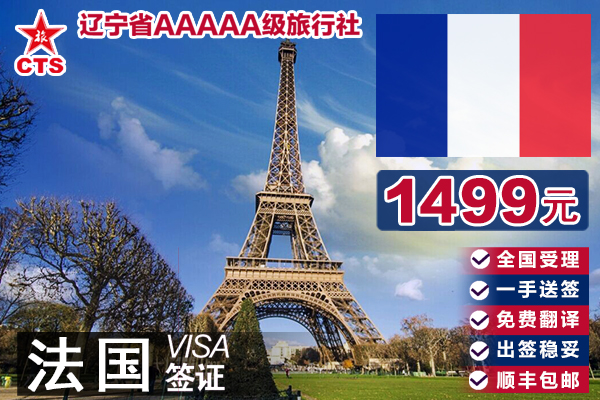 旅
CTS
辽宁省AAAAA级旅行社
1499元
全国受理
一手送签
免费翻译
出签稳妥
顺丰包邮
法国
VISA
签证